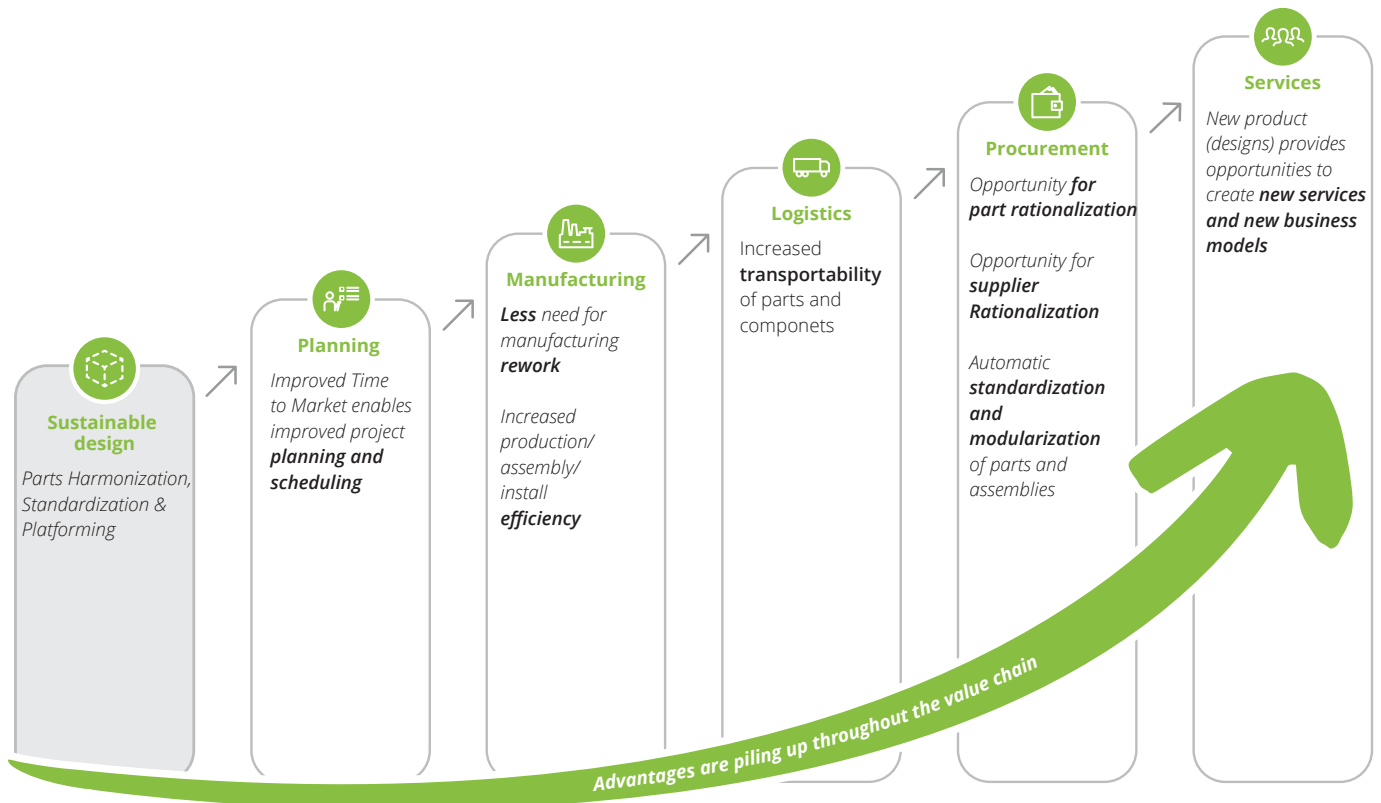 Sustainable
design
Parts Harmonization,
Standardization &
Platforming
Planning
Improved Time
to Market enables
improved project
planning and
scheduling
Manufacturing
Less need for
manufacturing
rework
Increased
production/
assembly/
install
efficiency
Logistics
Increased
transportability
of parts and
componets
Procurement
Opportunity for
part rationalization
Opportunity for
supplier
Rationalization
Automatic
standardization
and
modularization
of parts and
assemblies
Services
New product
(designs) provides
opportunities to
create new services
and new business
models
Advantages are piling up throughout the value chain